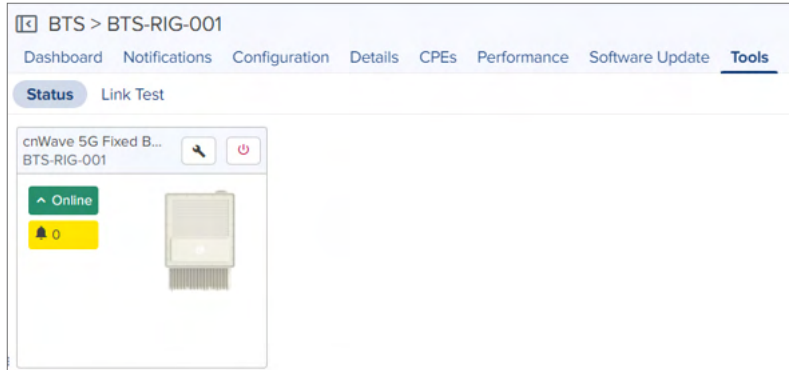 BTS > BTS-RIG-001
Dashboard Notifications Configuration Details CPEs Performance Software Update Tools
Status Link Test
cnWave 5G Fixed B...
BTS-RIG-001
Online
0